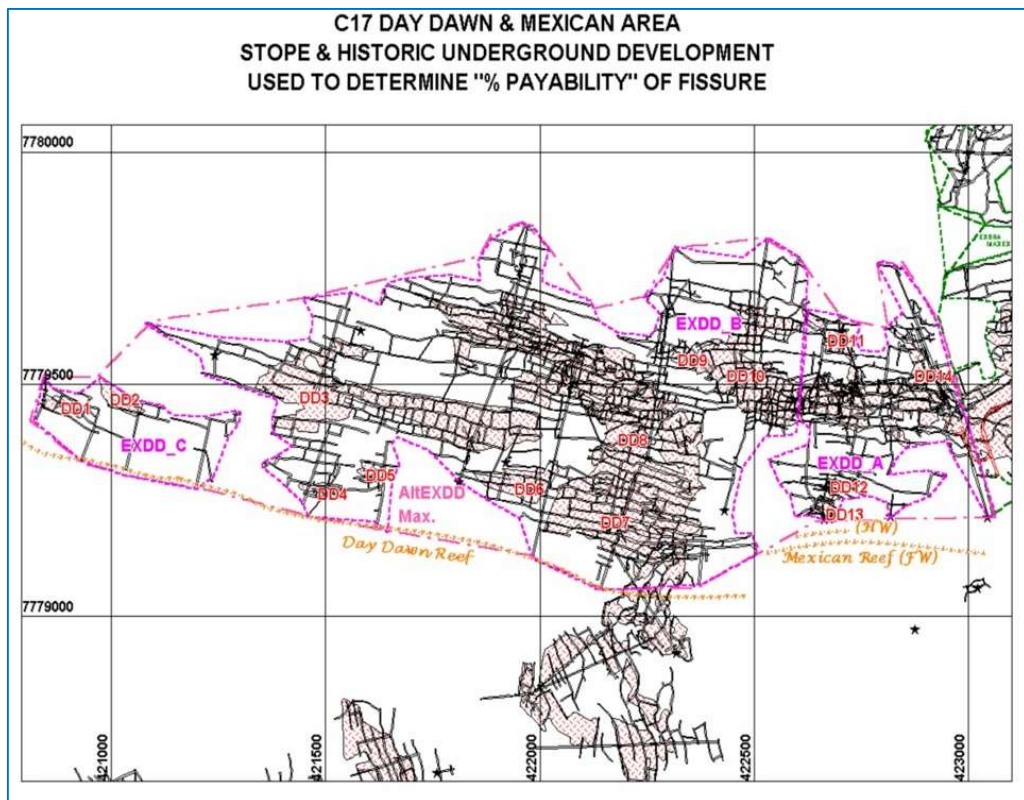 C17 DAY DAWN & MEXICAN AREA
STOPE & HISTORIC UNDERGROUND DEVELOPMENT
USED TO DETERMINE "% PAYABILITY" OF FISSURE
7780000
EXDD_B
DD11
DD9
DD10
DD14
7779500
DD1
DD2
DD3
EXDD_C
DD8
EXDD_A
DD5
DD4
DD6
DD12
AltEXDD
Max.
DD7
DD13
(HW)
Day Dawn Reef
Mexican Reef (FW)
7779000
421000
421500
422000
422500
423000